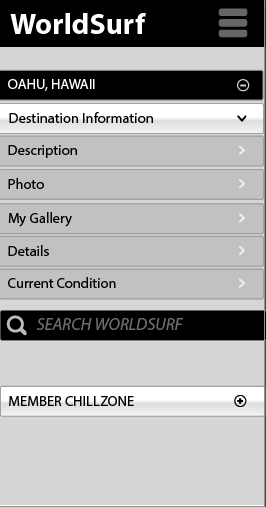 WorldSurf
OAHU, HAWAII
Destination Information
Description
Photo
My Gallery
Details
Current Condition
SEARCH WORLDSURF
MEMBER CHILLZONE